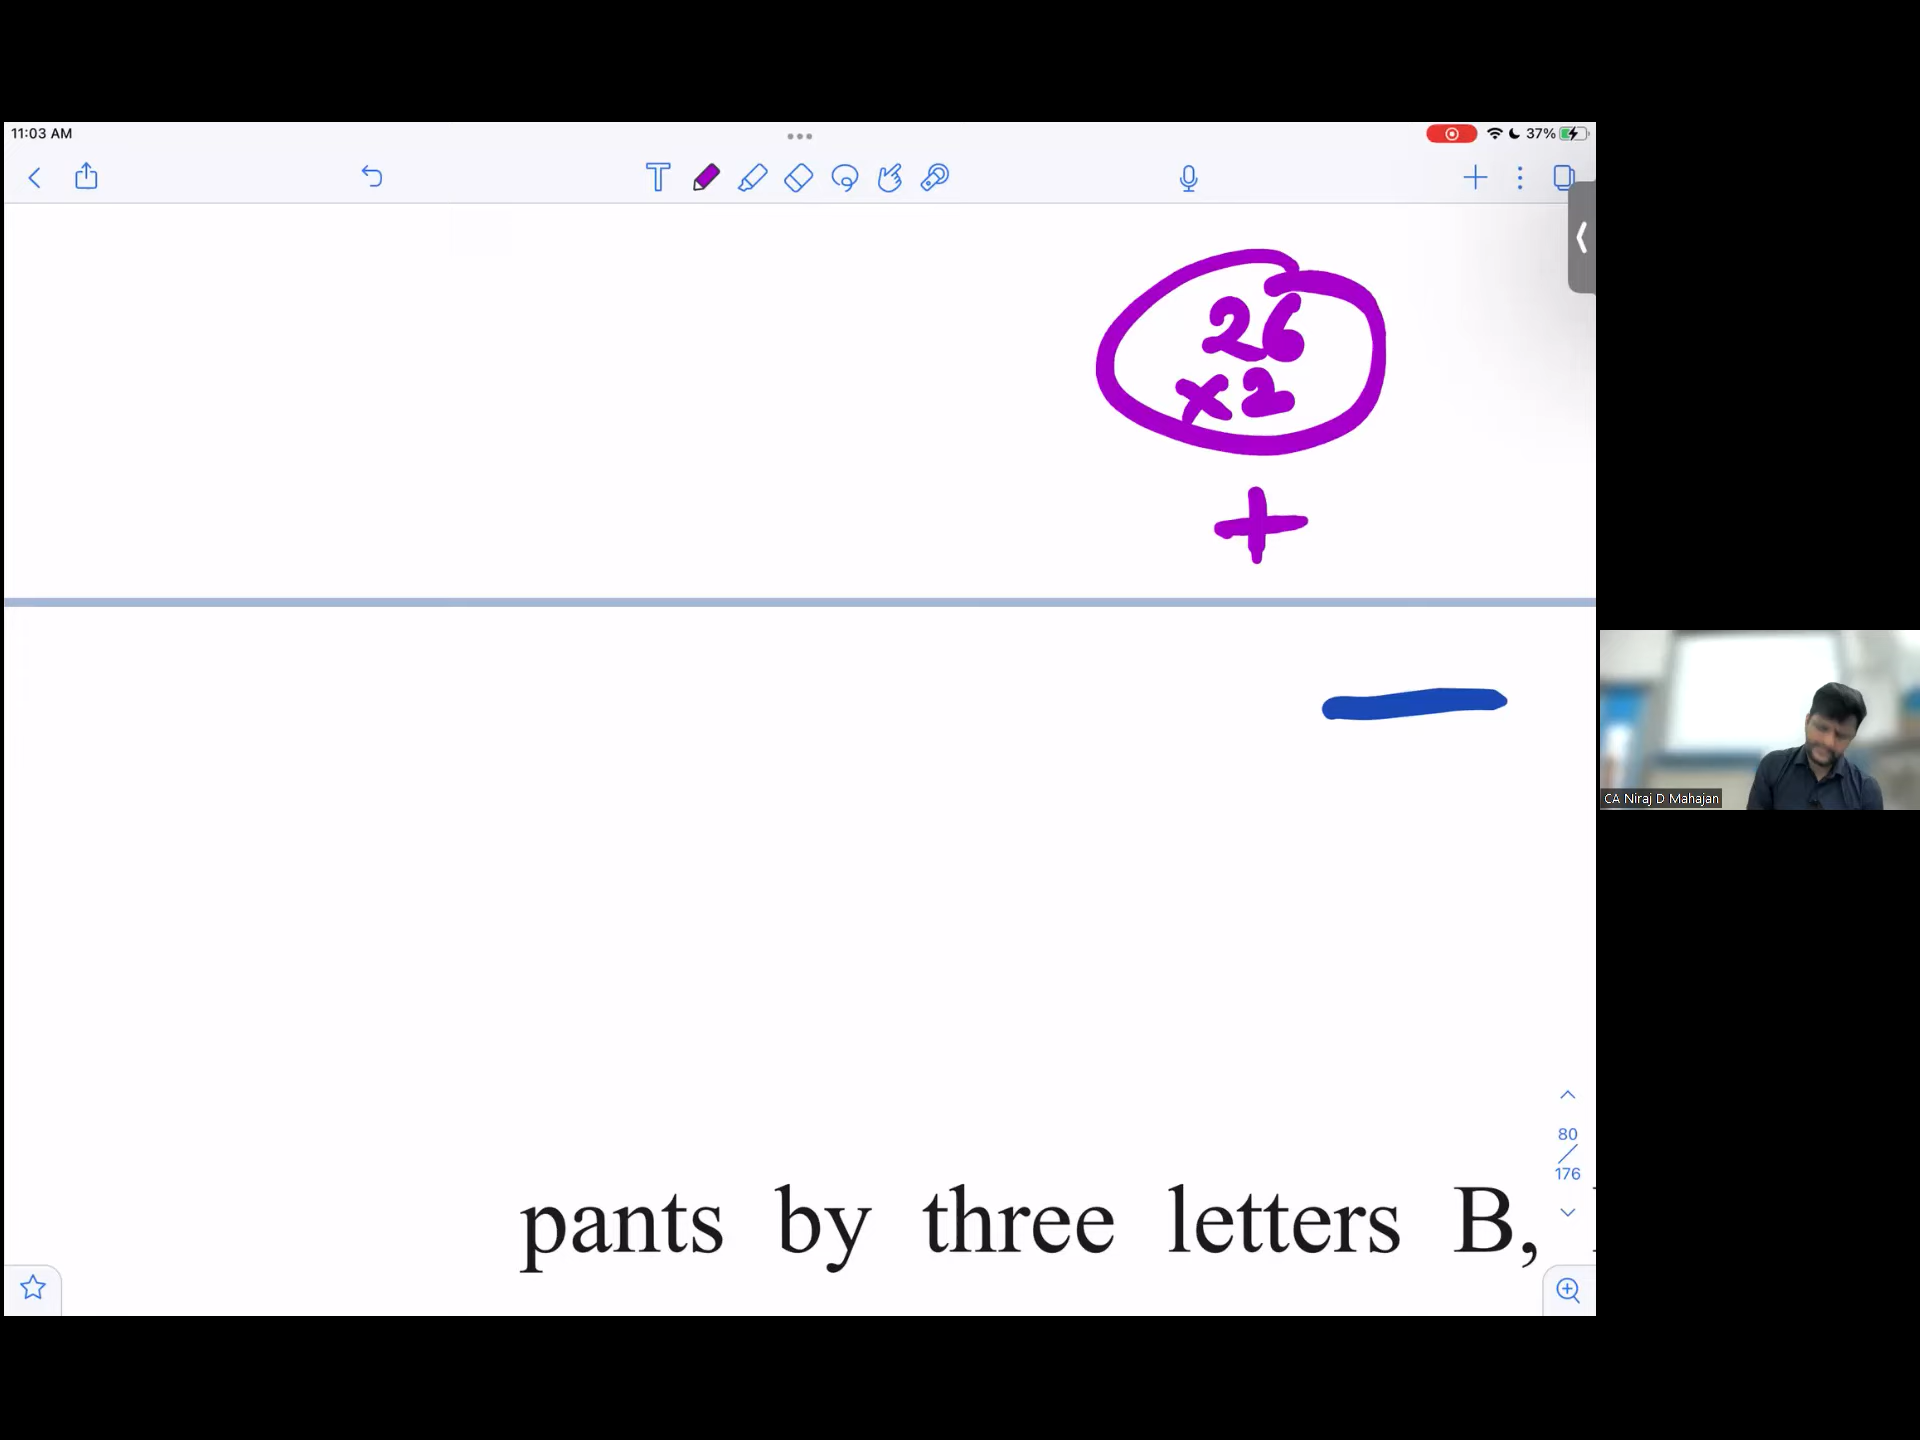 11:03 AM
37%
26
×2
+
80
176
pants by three letters B,
CA Niraj D Mahajan